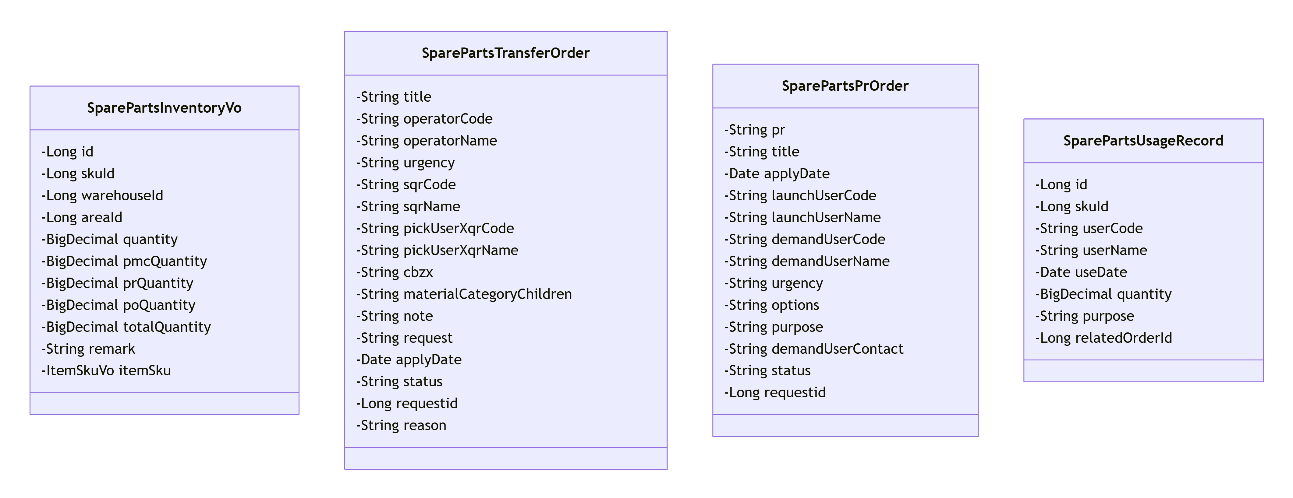 SparePartsInventoryVo
-Long id
-Long skuId
-Long warehouseId
-Long areaId
-BigDecimal quantity
-BigDecimal pmcQuantity
-BigDecimal prQuantity
-BigDecimal poQuantity
-BigDecimal totalQuantity
-String remark
-ItemSkuVo itemSku
SparePartsTransferOrder
-String title
-String operatorCode
-String operatorName
-String urgency
-String sqrCode
-String sqrName
-String pickUserXqrCode
-String pickUserXqrName
-String cbzx
-String materialCategoryChildren
-String note
-String request
-Date applyDate
-String status
-Long requestid
-String reason
SparePartsPrOrder
-String pr
-String title
-Date applyDate
-String launchUserCode
-String launchUserName
-String demandUserCode
-String demandUserName
-String urgency
-String options
-String purpose
-String demandUserContact
-String status
-Long requestid
SparePartsUsageRecord
-Long id
-Long skuId
-String userCode
-String userName
-Date useDate
-BigDecimal quantity
-String purpose
-Long relatedOrderId